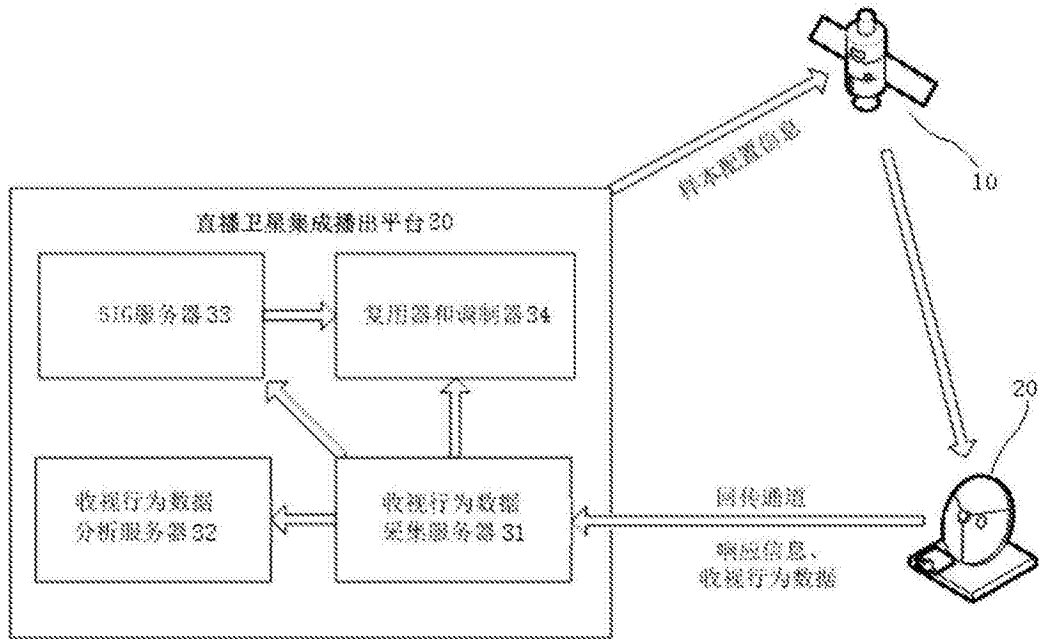 样本配置信息
10
直播卫星集成播出平台20
SIG服务器33
复用器和调制器34
20
收视行为数据
分析服务器32
收视行为数据
采集服务器31
回传通道
响应信息、
收视行为数据